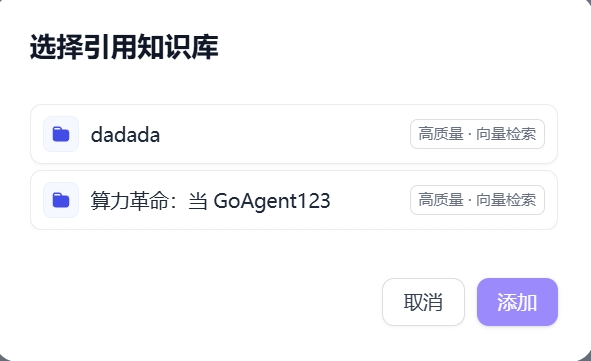 选择引用知识库
dadada
高质量 · 向量检索
算力革命：当 GoAgent123
高质量 · 向量检索
取消
添加